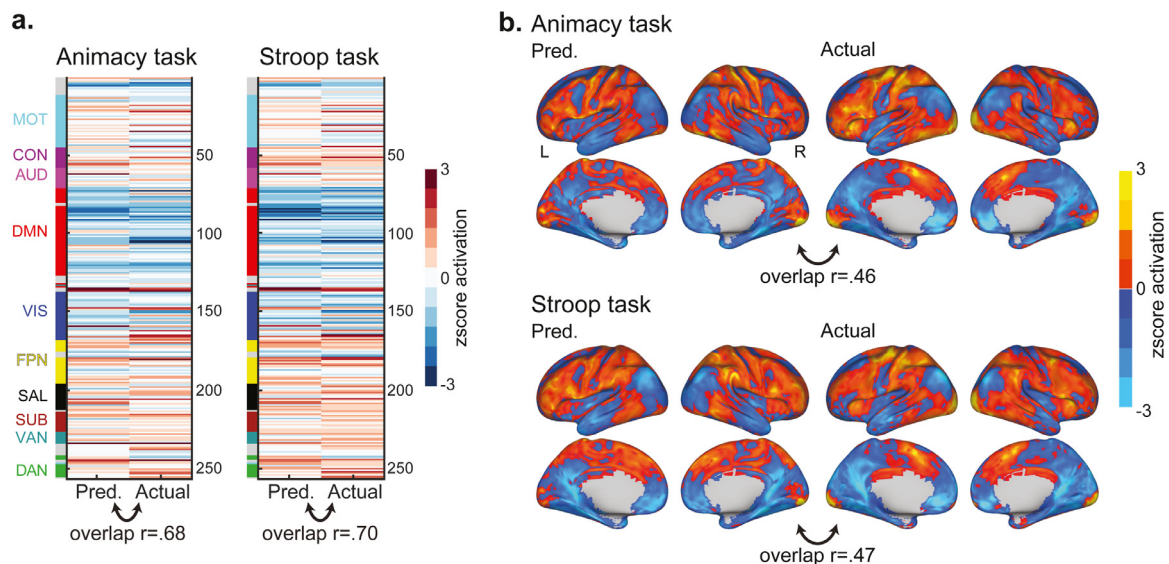 a.
Animacy task
Stroop task
MOT
CON
AUD
DMN
VIS
FPN
SAL
SUB
VAN
DAN
50
100
150
200
250
Pred.
Actual
overlap r=.68
50
100
150
200
250
Pred.
Actual
overlap r=.70
3
0
-3
zscore activation
b.
Animacy task
Pred.
Actual
L
R
overlap r=.46
Stroop task
Pred.
Actual
overlap r=.47
3
0
-3
zscore activation